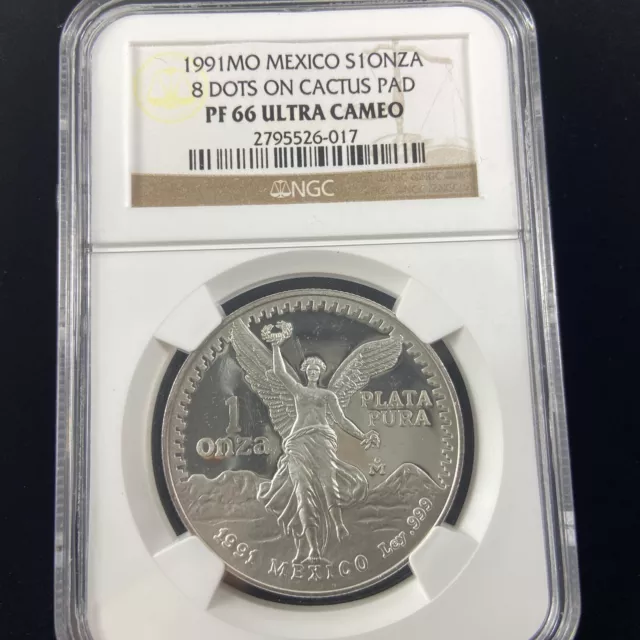 1991MO MEXICO S1ONZA
8 DOTS ON CACTUS PAD
PF 66 ULTRA CAMEO
2795526-017
NGC
1
onza
PLATA
PURA
M
1991 MEXICO Ley .999